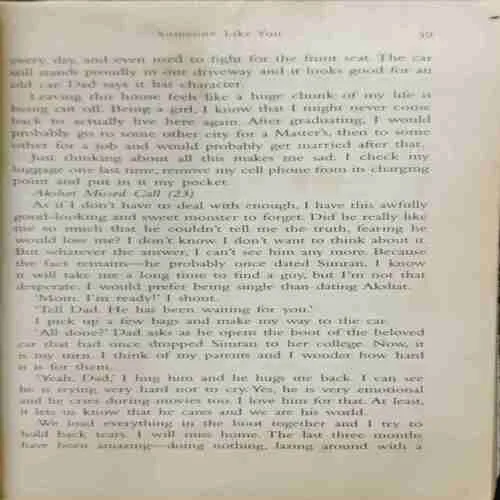 Someone Like You 59
every day, and even used to fight for the front seat. The car
still stands proudly in our driveway and it looks good for an
old car. Dad says it has character.
Leaving this house feels like a huge chunk of my life is
being cut off. Being a girl, I know that I might never come
back to actually live here again. After graduating, I would
probably go to some other city for a Master's, then to some
other for a job and would probably get married after that.
Just thinking about all this makes me sad. I check my
luggage one last time, remove my cell phone from its charging
point and put in it my pocket.
Akshat Missed Call (23)
As if I don't have to deal with enough, I have this awfully
good-looking and sweet monster to forget. Did he really like
me so much that he couldn't tell me the truth, fearing he
would lose me? I don't know. I don't want to think about it.
But whatever the answer, I can't see him any more. Because
the fact remains—he probably once dated Simran. I know
it will take me a long time to find a guy, but I'm not that
desperate. I would prefer being single than dating Akshat.
'Mom, I'm ready!' I shout.
'Tell Dad. He has been waiting for you.'
I pick up a few bags and make my way to the car.
'All done?' Dad asks as he opens the boot of the beloved
car that had once dropped Simran to her college. Now, it
is my turn. I think of my parents and I wonder how hard
it is for them.
'Yeah, Dad,' I hug him and he hugs me back. I can see
he is trying very hard not to cry. Yes, he is very emotional
and he cries during movies too. I love him for that. At least,
it lets us know that he cares and we are his world.
We load everything in the boot together and I try to
hold back tears. I will miss home. The last three months
have been amazing—doing nothing, lazing around with a